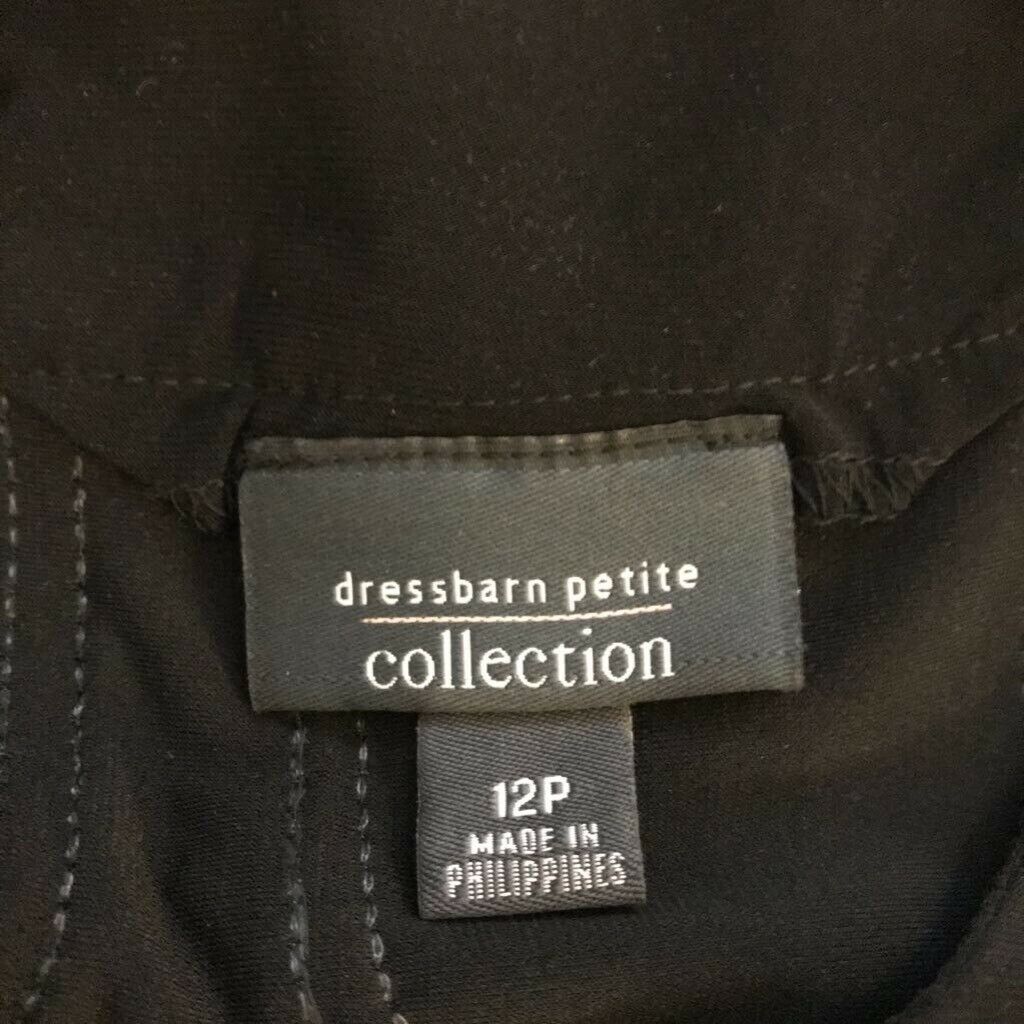 dressbarn petite
collection
12P
MADE IN
PHILIPPINES